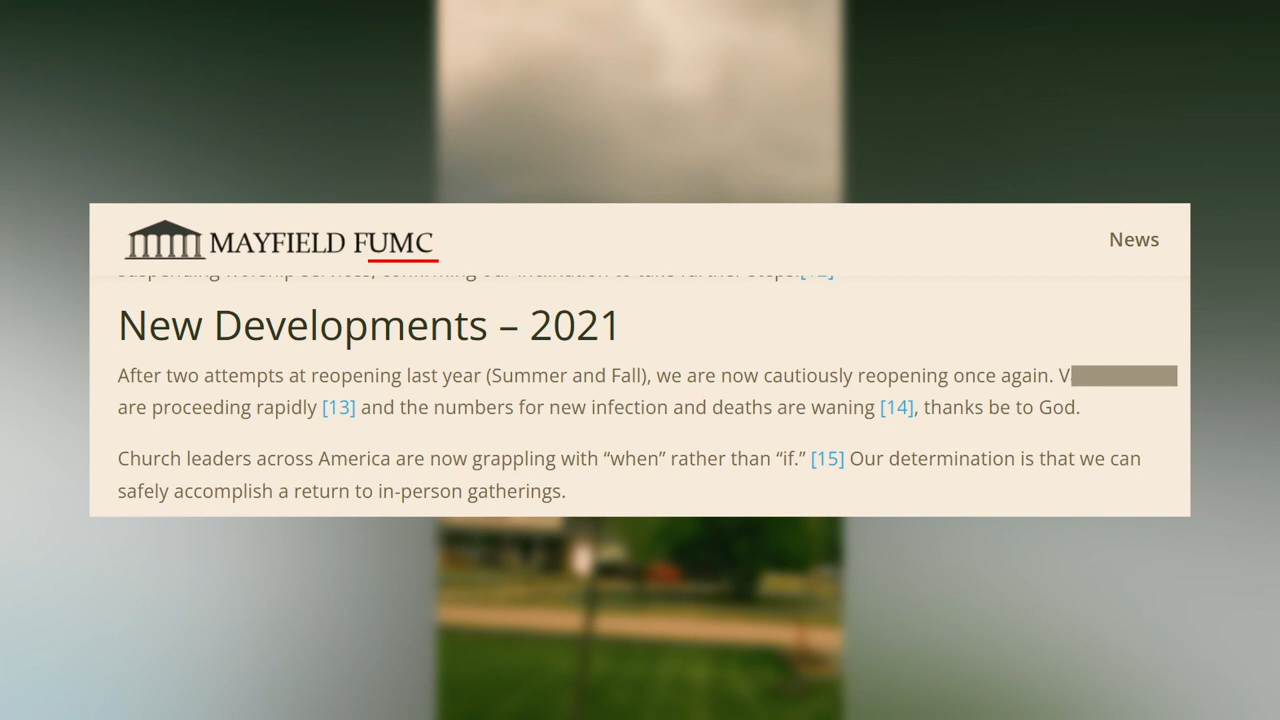 MAYFIELD FUMC
News
New Developments – 2021
After two attempts at reopening last year (Summer and Fall), we are now cautiously reopening once again. V
are proceeding rapidly [13] and the numbers for new infection and deaths are waning [14], thanks be to God.
Church leaders across America are now grappling with “when” rather than “if.” [15] Our determination is that we can
safely accomplish a return to in-person gatherings.